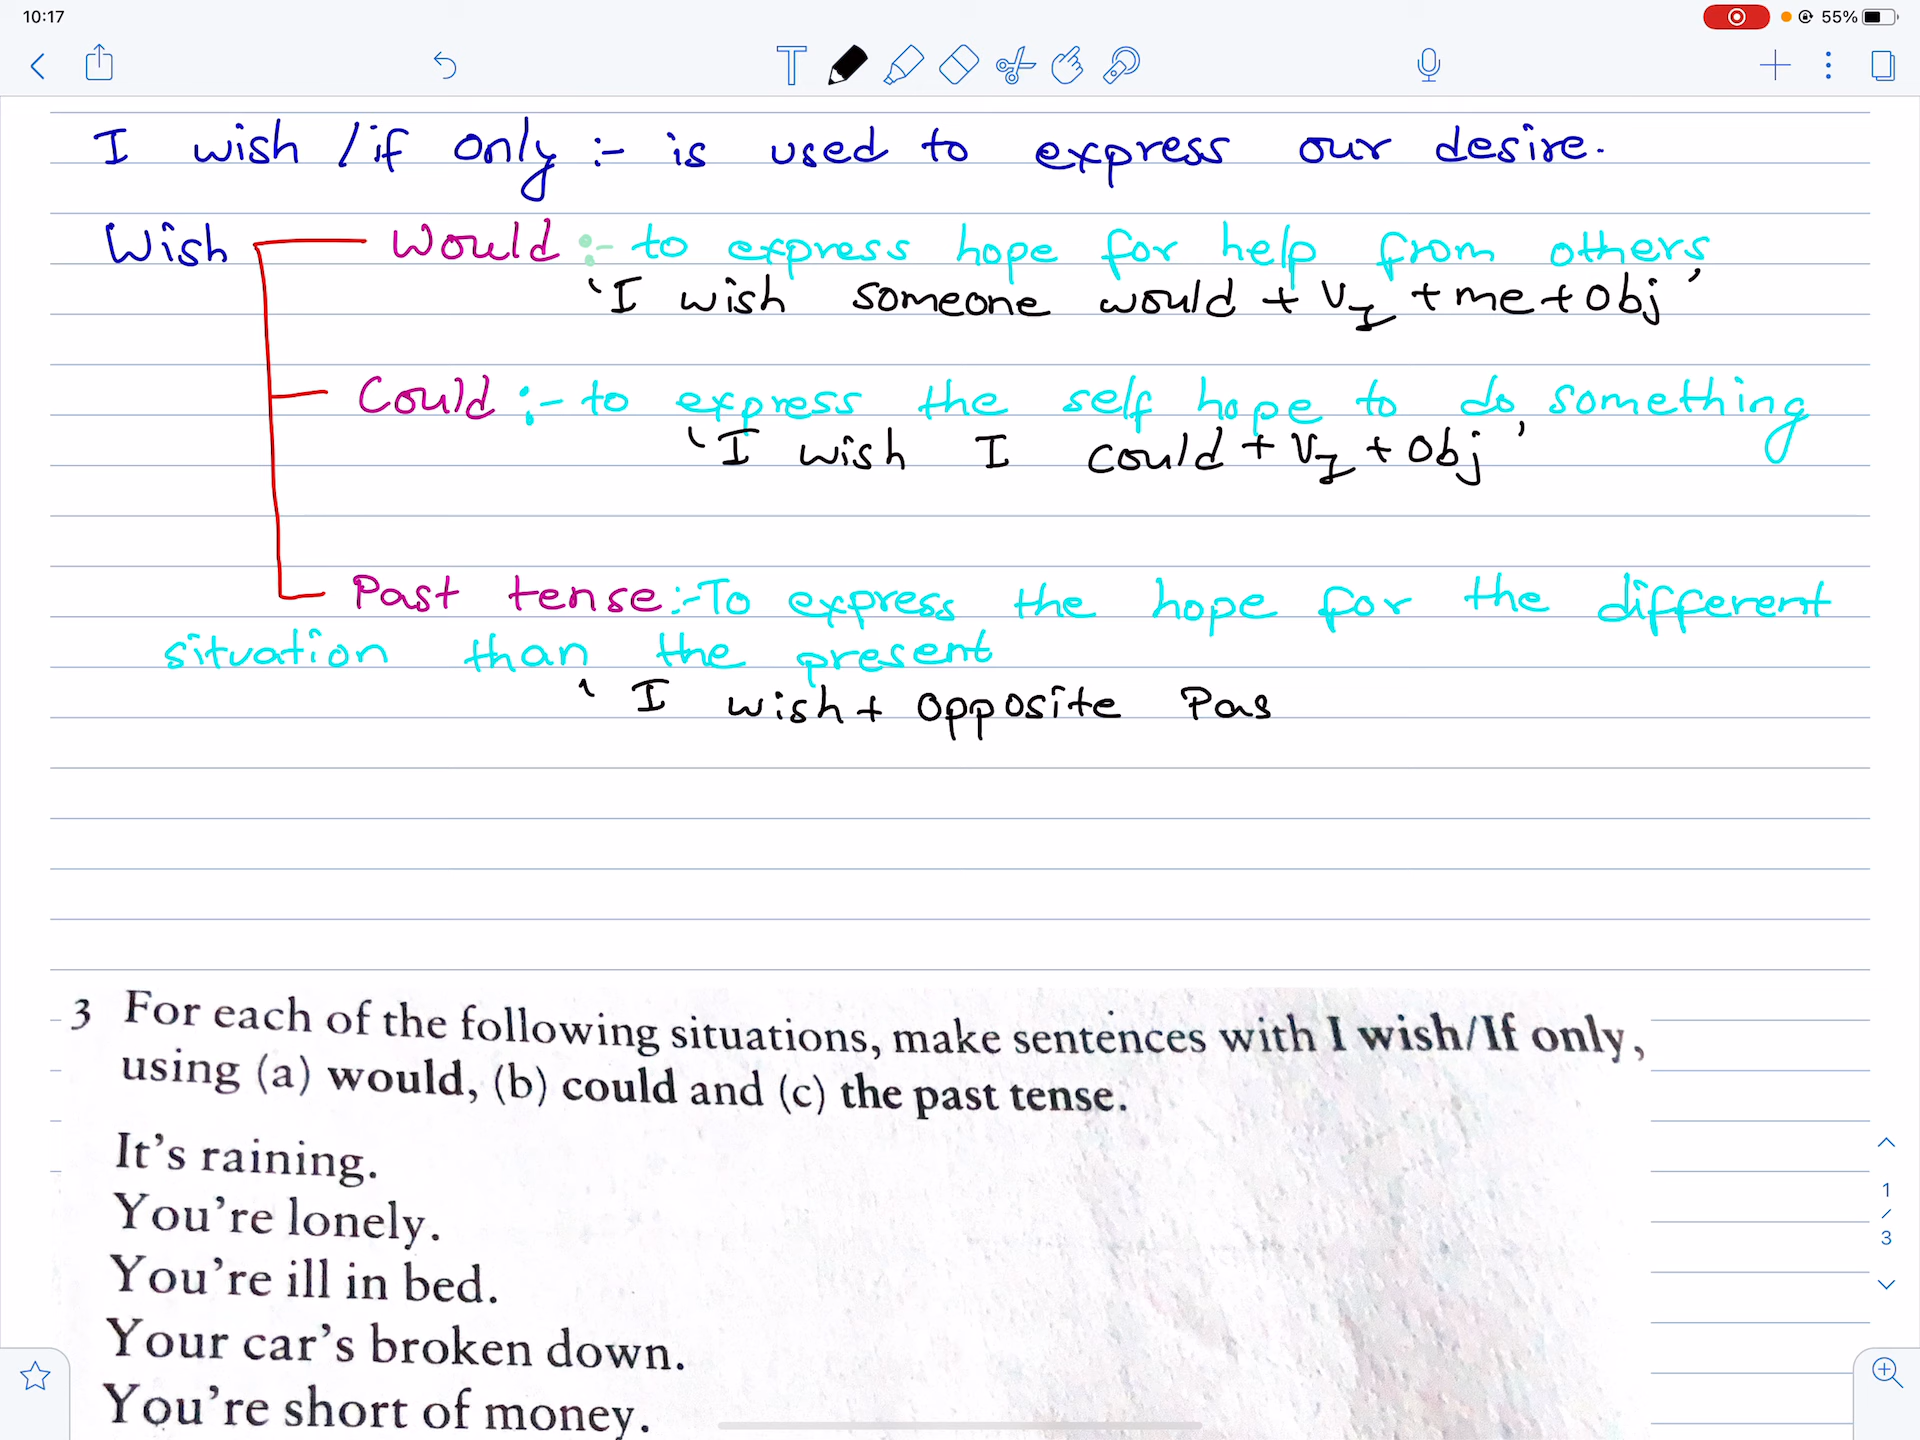 10:17
55%
I wish /if only :- is used to express our desire.
Wish
Would :- to express hope for help from others
'I wish someone would + V1 + me + obj'
Could :- to express the self hope to do something
'I wish I could + V1 + obj'
Past tense :- To express the hope for the different
situation than the present
' I wish + opposite Pas
3 For each of the following situations, make sentences with I wish/If only,
using (a) would, (b) could and (c) the past tense.
It's raining.
You're lonely.
You're ill in bed.
Your car's broken down.
You're short of money.
1
/
3